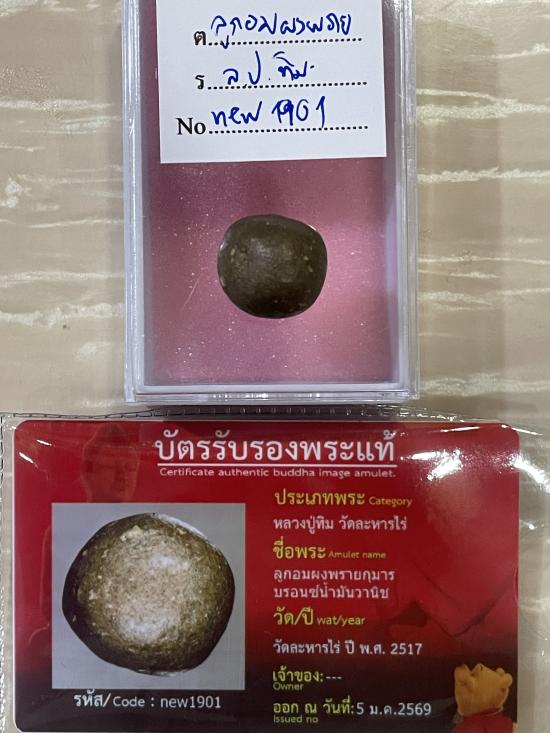 ต ลูกอมผงพราย
ร ล.ป. ทิม
No new 1901
บัตรรับรองพระแท้
Certificate authentic buddha image amulet.
ประเภทพระ Category
หลวงปู่ทิม วัดละหารไร่
ชื่อพระ Amulet name
ลูกอมผงพรายกุมาร
บรอนซ์น้ำมันวานิช
วัด/ปี wat/year
วัดละหารไร่ ปี พ.ศ. 2517
เจ้าของ: ---
Owner
ออก ณ วันที่: 5 ม.ค.2569
Issued no
รหัส/Code : new1901